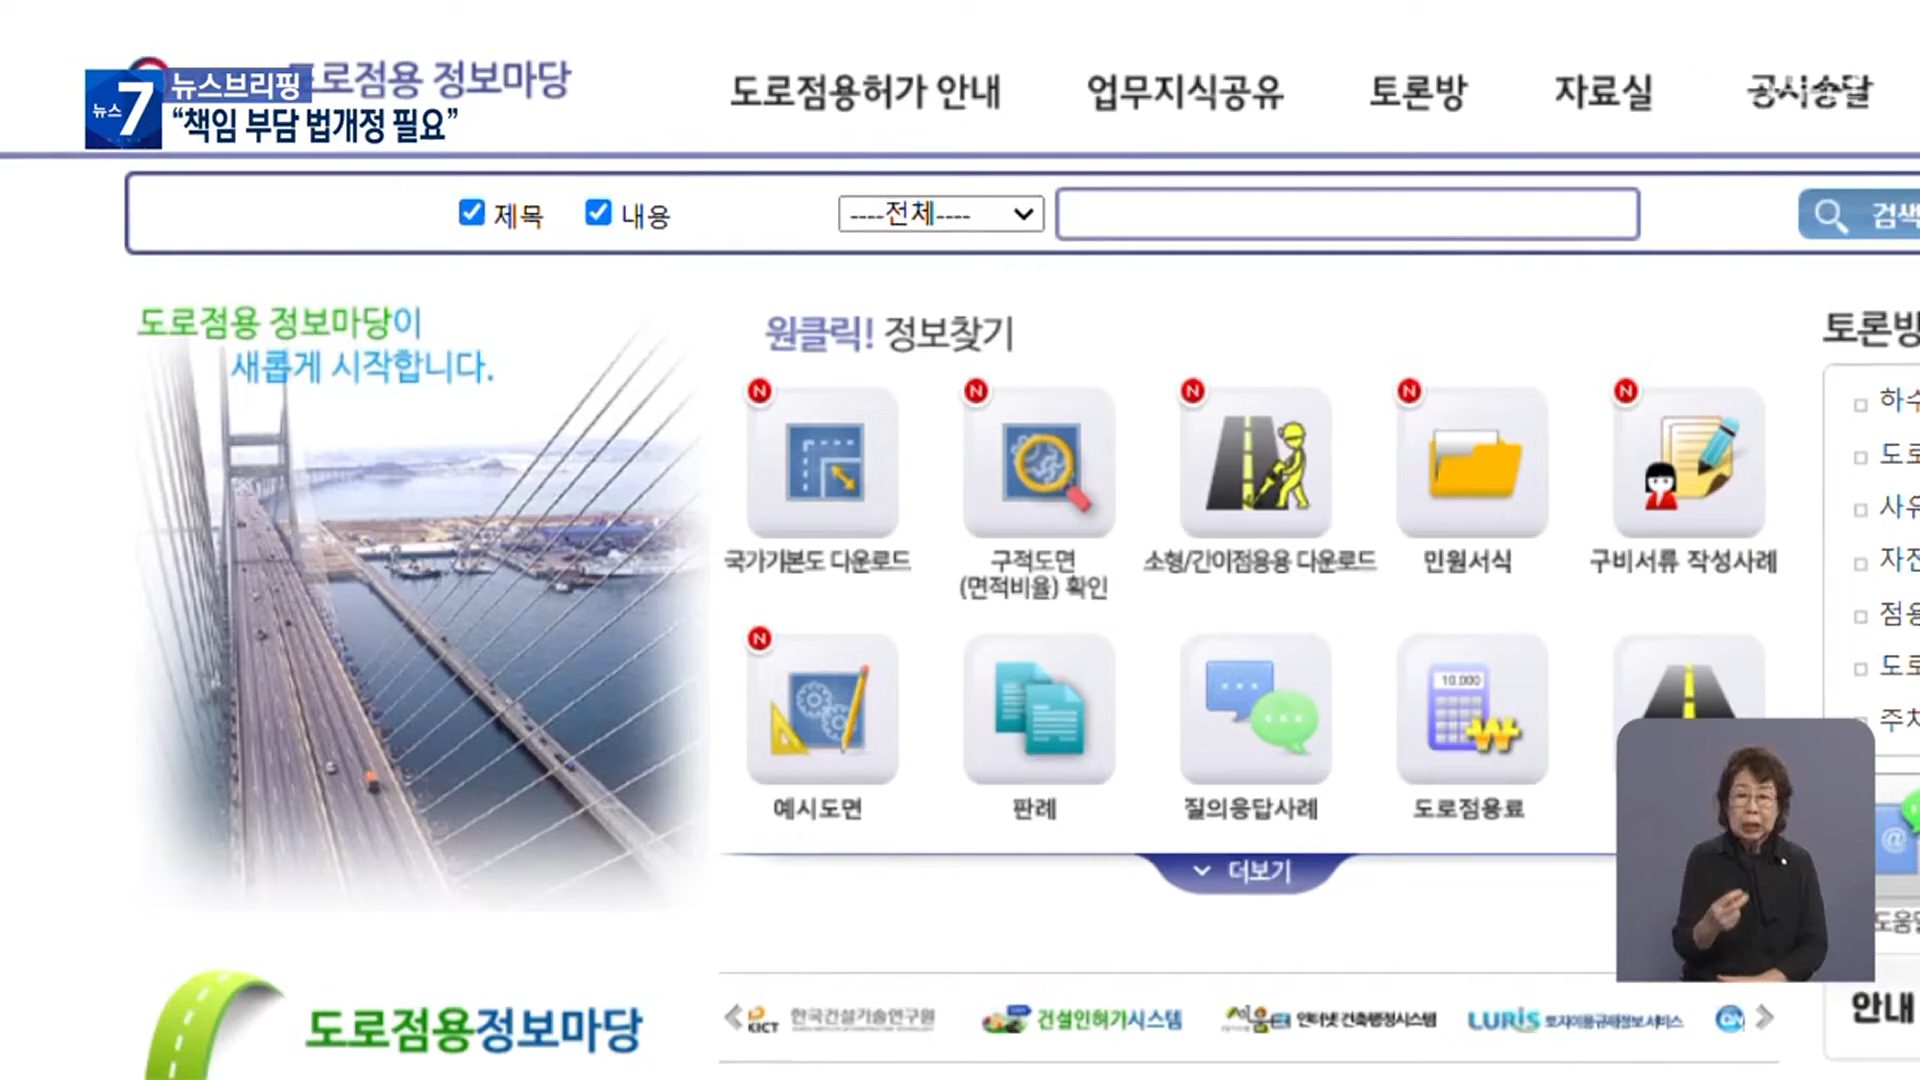 뉴스7
뉴스브리핑
“책임 부담 법개정 필요”
도로점용 정보마당
도로점용허가 안내
업무지식공유
토론방
자료실
공시송달
제목
내용
----전체----
검색
도로점용 정보마당이
새롭게 시작합니다.
원클릭! 정보찾기
N
N
N
N
N
국가기본도 다운로드
구적도면
(면적비율) 확인
소형/간이점용용 다운로드
민원서식
구비서류 작성사례
N
10,000
예시도면
판례
질의응답사례
도로점용료
더보기
토론방
하수
도로
사유
자전
점용
도로
주차
@
도움말
안내
도로점용정보마당
KICT 한국건설기술연구원
건설인허가시스템
세움터 인터넷 건축행정시스템
LURIS 토지이용규제정보서비스